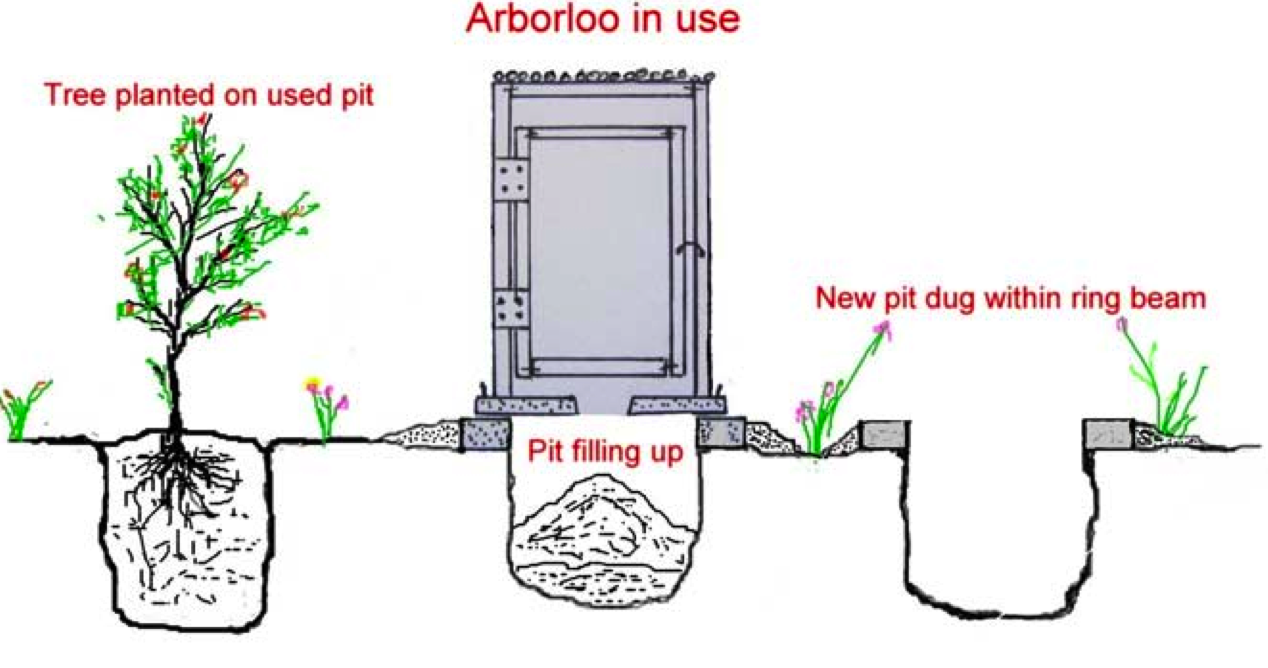 Arborloo in use
Tree planted on used pit
New pit dug within ring beam
Pit filling up